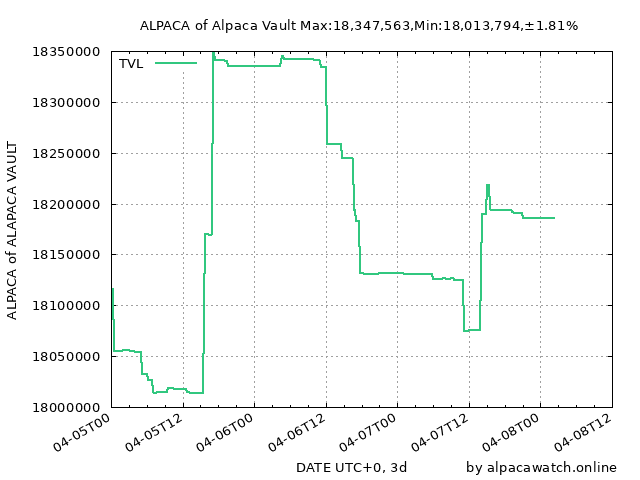 ALPACA of Alpaca Vault Max:18,347,563,Min:18,013,794,±1.81%
TVL
18350000
18300000
18250000
18200000
18150000
18100000
18050000
18000000
ALPACA of ALAPACA VAULT
04-05T00
04-05T12
04-06T00
04-06T12
04-07T00
04-07T12
04-08T00
04-08T12
DATE UTC+0, 3d
by alpacawatch.online